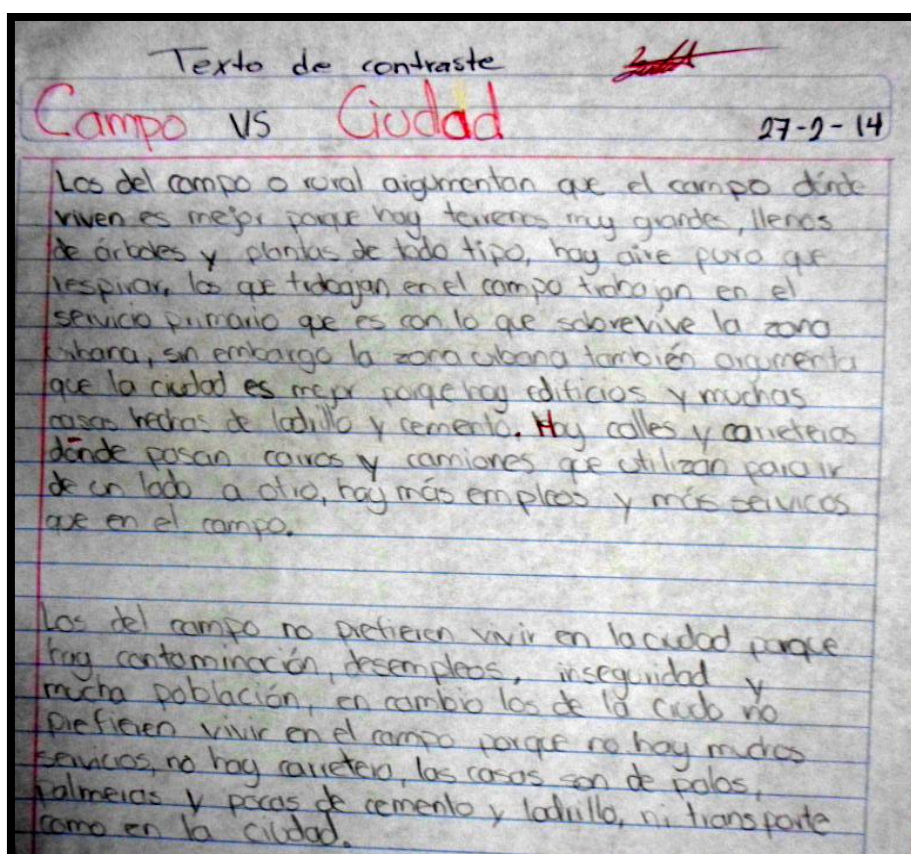 Texto de contraste
Campo vs Ciudad
27-2-14
Los del campo o rural argumentan que el campo dónde
viven es mejor porque hay terrenos muy grandes, llenos
de árboles y plantas de todo tipo, hay aire puro que
respirar, los que trabajan en el campo trabajan en el
servicio primario que es con lo que sobrevive la zona
urbana, sin embargo la zona urbana también argumenta
que la ciudad es mejor porqe hay edificios y muchas
casas hechas de ladrillo y cemento. Hay calles y carreteras
dónde pasan carros y camiones que utilizan para ir
de un lado a otro, hay más empleos y más servicos
que en el campo.
Los del campo no prefieren vivir en la ciudad porque
hay contaminación, desempleos, inseguridad y
mucha población, en cambio los de la ciuda no
prefieren vivir en el campo porque no hay muchos
servicios, no hay carretera, las casas son de palos,
palmeras y pocas de cemento y ladrillo, ni transporte
como en la ciudad.